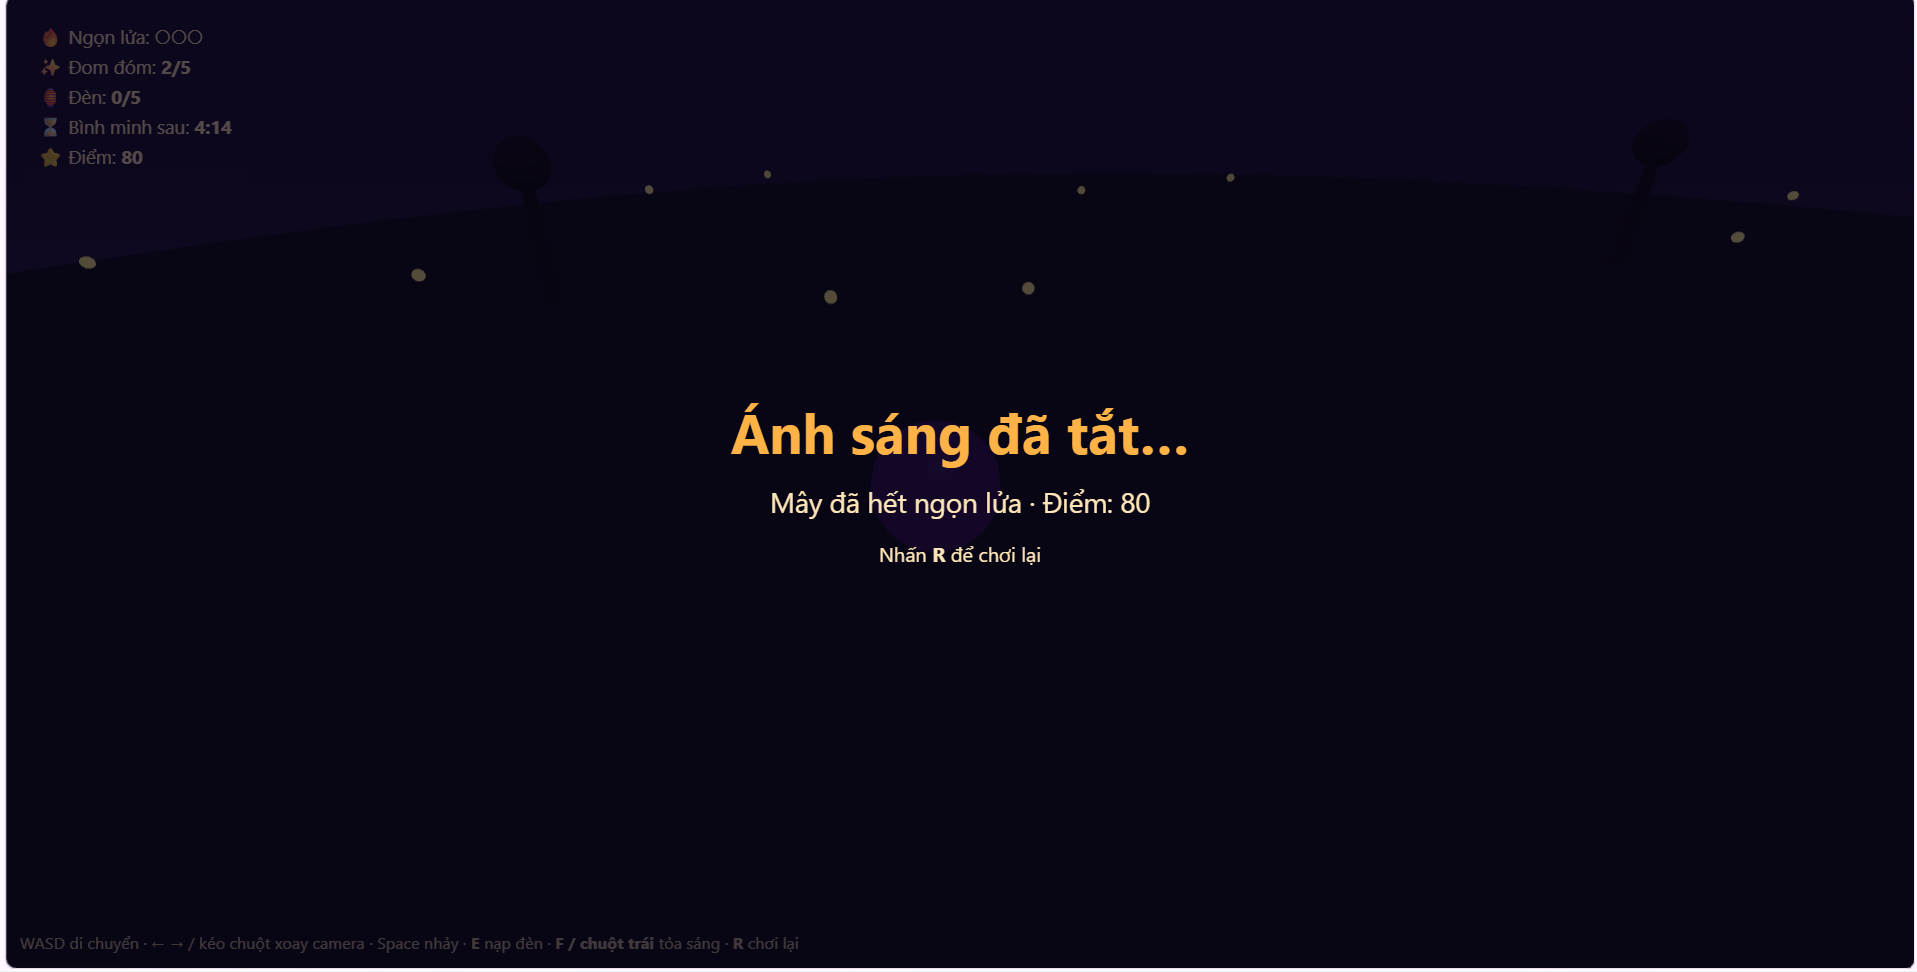 Ngọn lửa: ○○○
Đom đóm: 2/5
Đèn: 0/5
Bình minh sau: 4:14
Điểm: 80
Ánh sáng đã tắt...
Mây đã hết ngọn lửa · Điểm: 80
Nhấn R để chơi lại
WASD di chuyển · ← → / kéo chuột xoay camera · Space nhảy · E nạp đèn · F / chuột trái tỏa sáng · R chơi lại